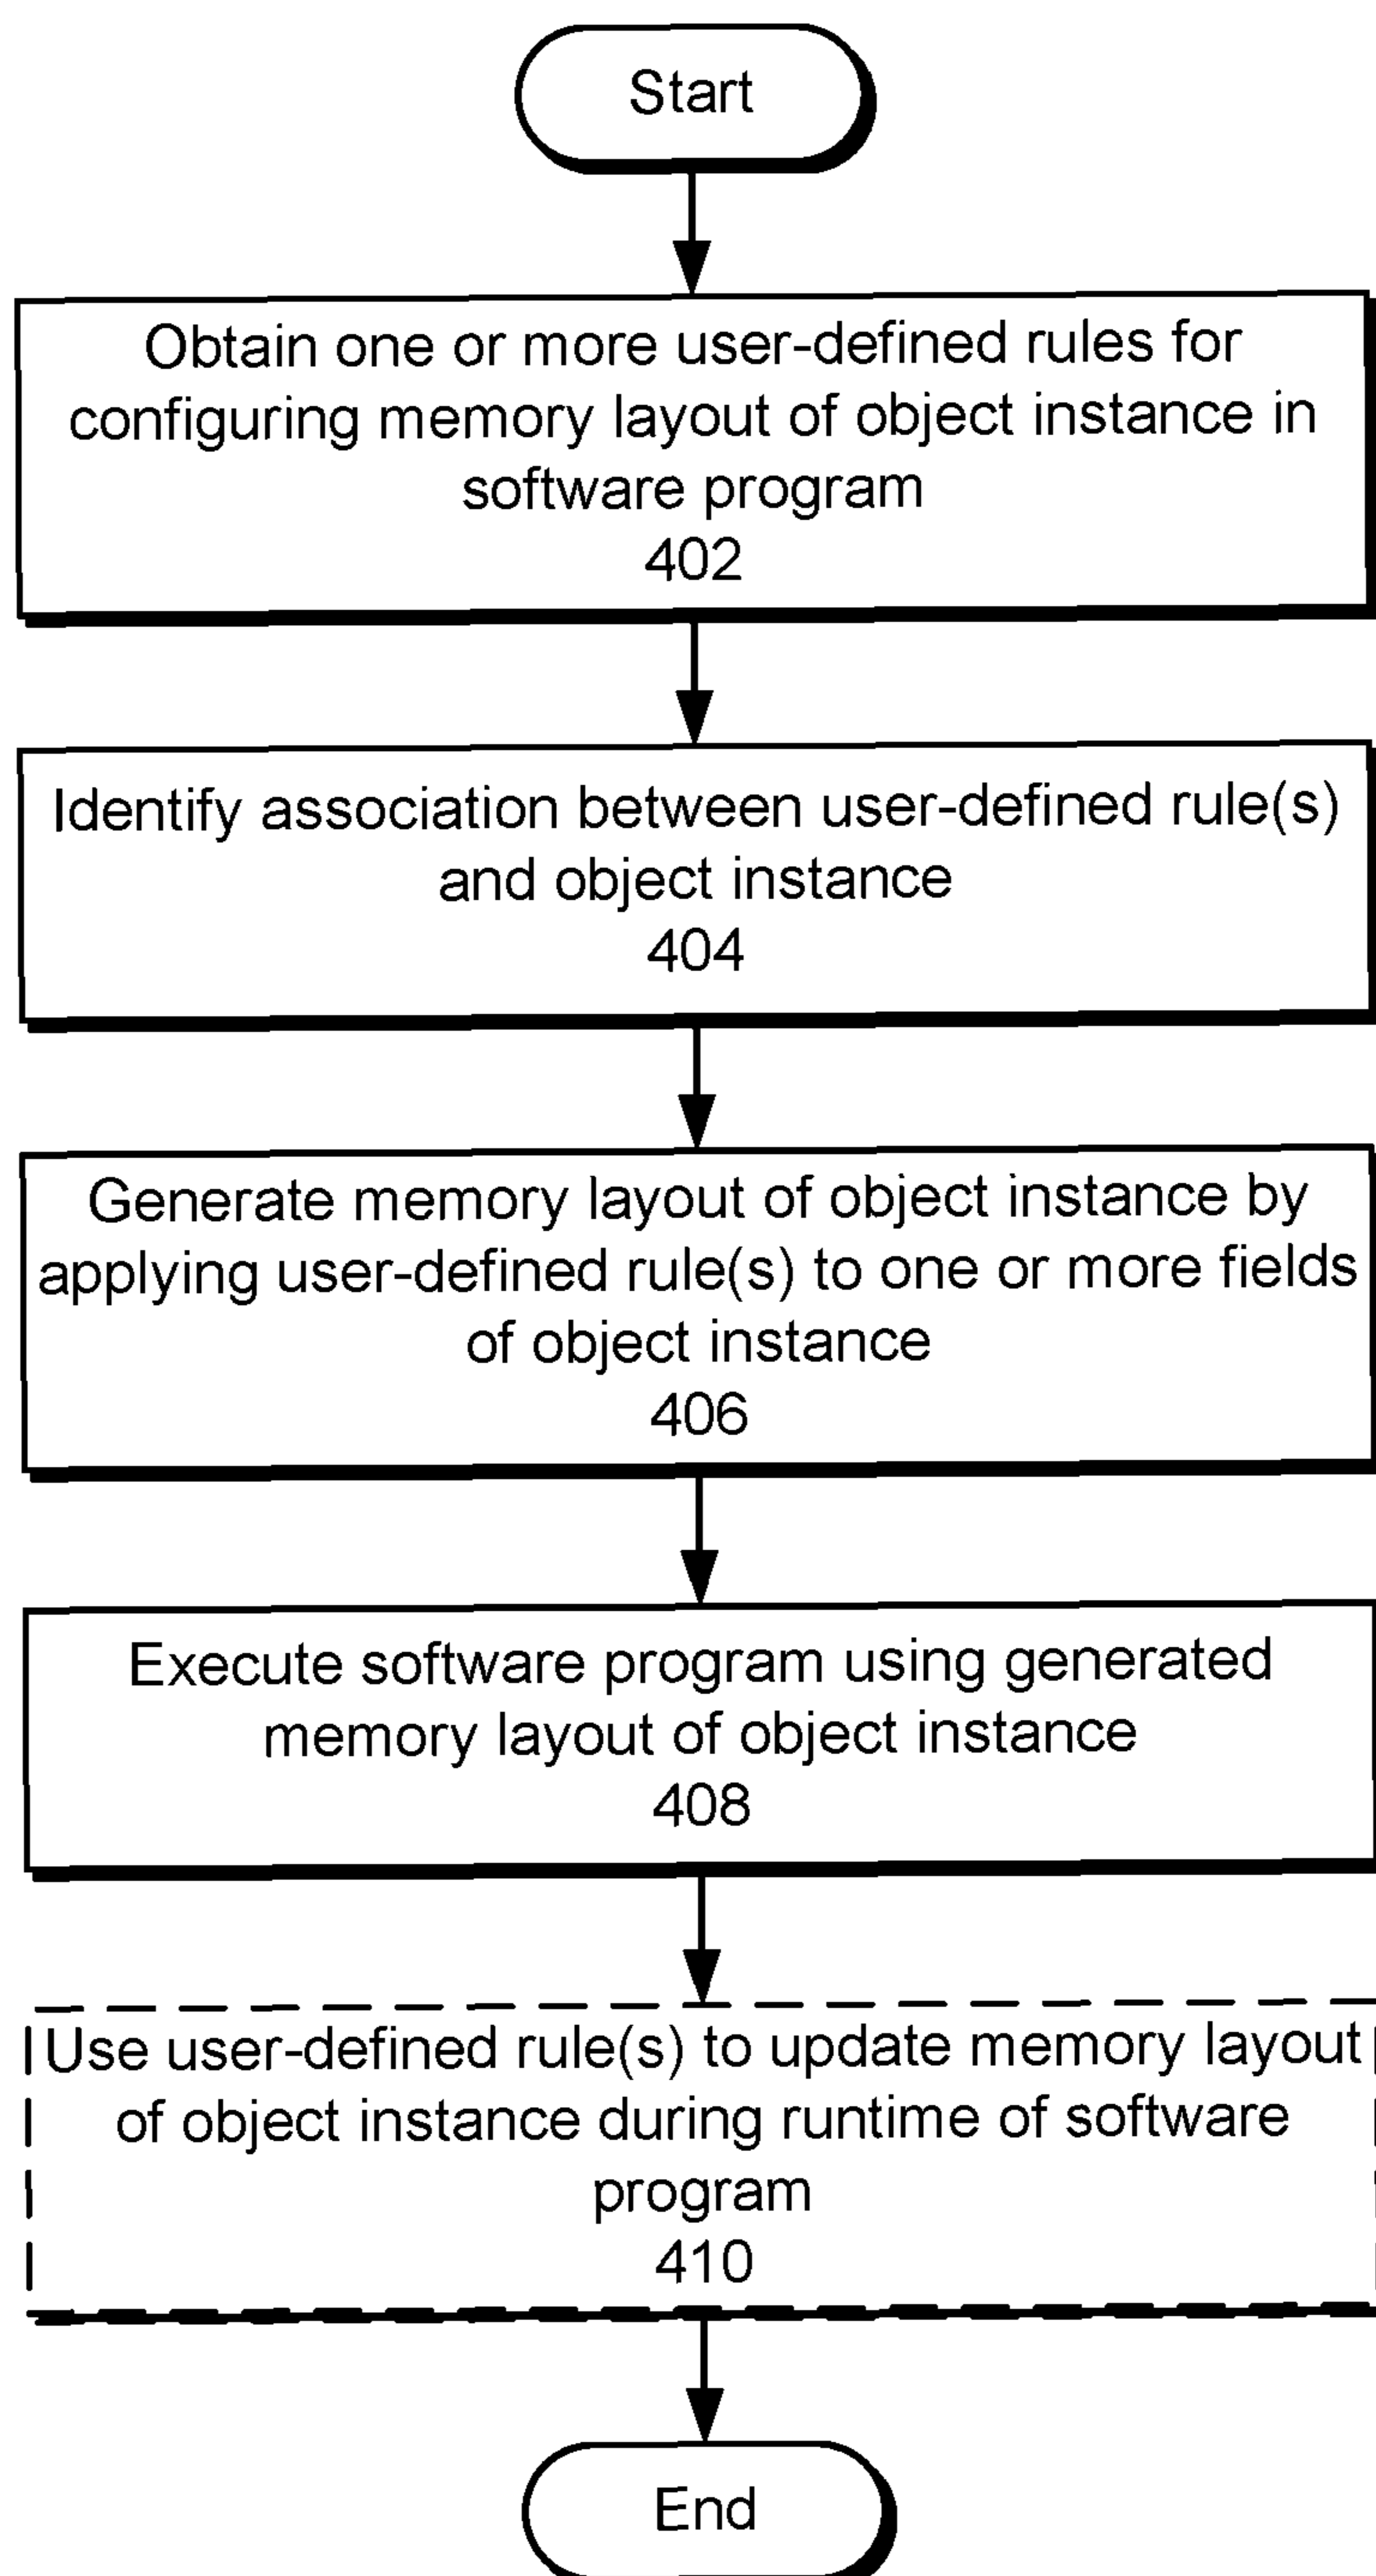 Start
Obtain one or more user-defined rules for
configuring memory layout of object instance in
software program
402
Identify association between user-defined rule(s)
and object instance
404
Generate memory layout of object instance by
applying user-defined rule(s) to one or more fields
of object instance
406
Execute software program using generated
memory layout of object instance
408
Use user-defined rule(s) to update memory layout
of object instance during runtime of software
program
410
End